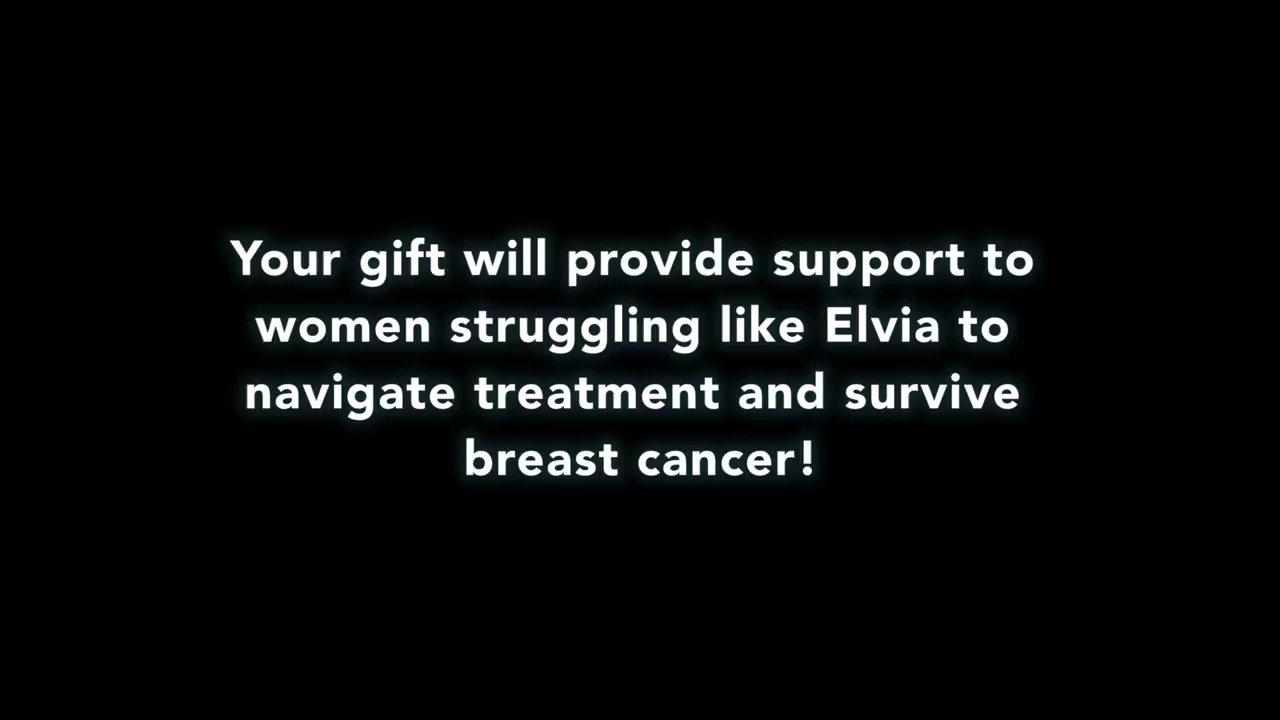 Your gift will provide support to
women struggling like Elvia to
navigate treatment and survive
breast cancer!